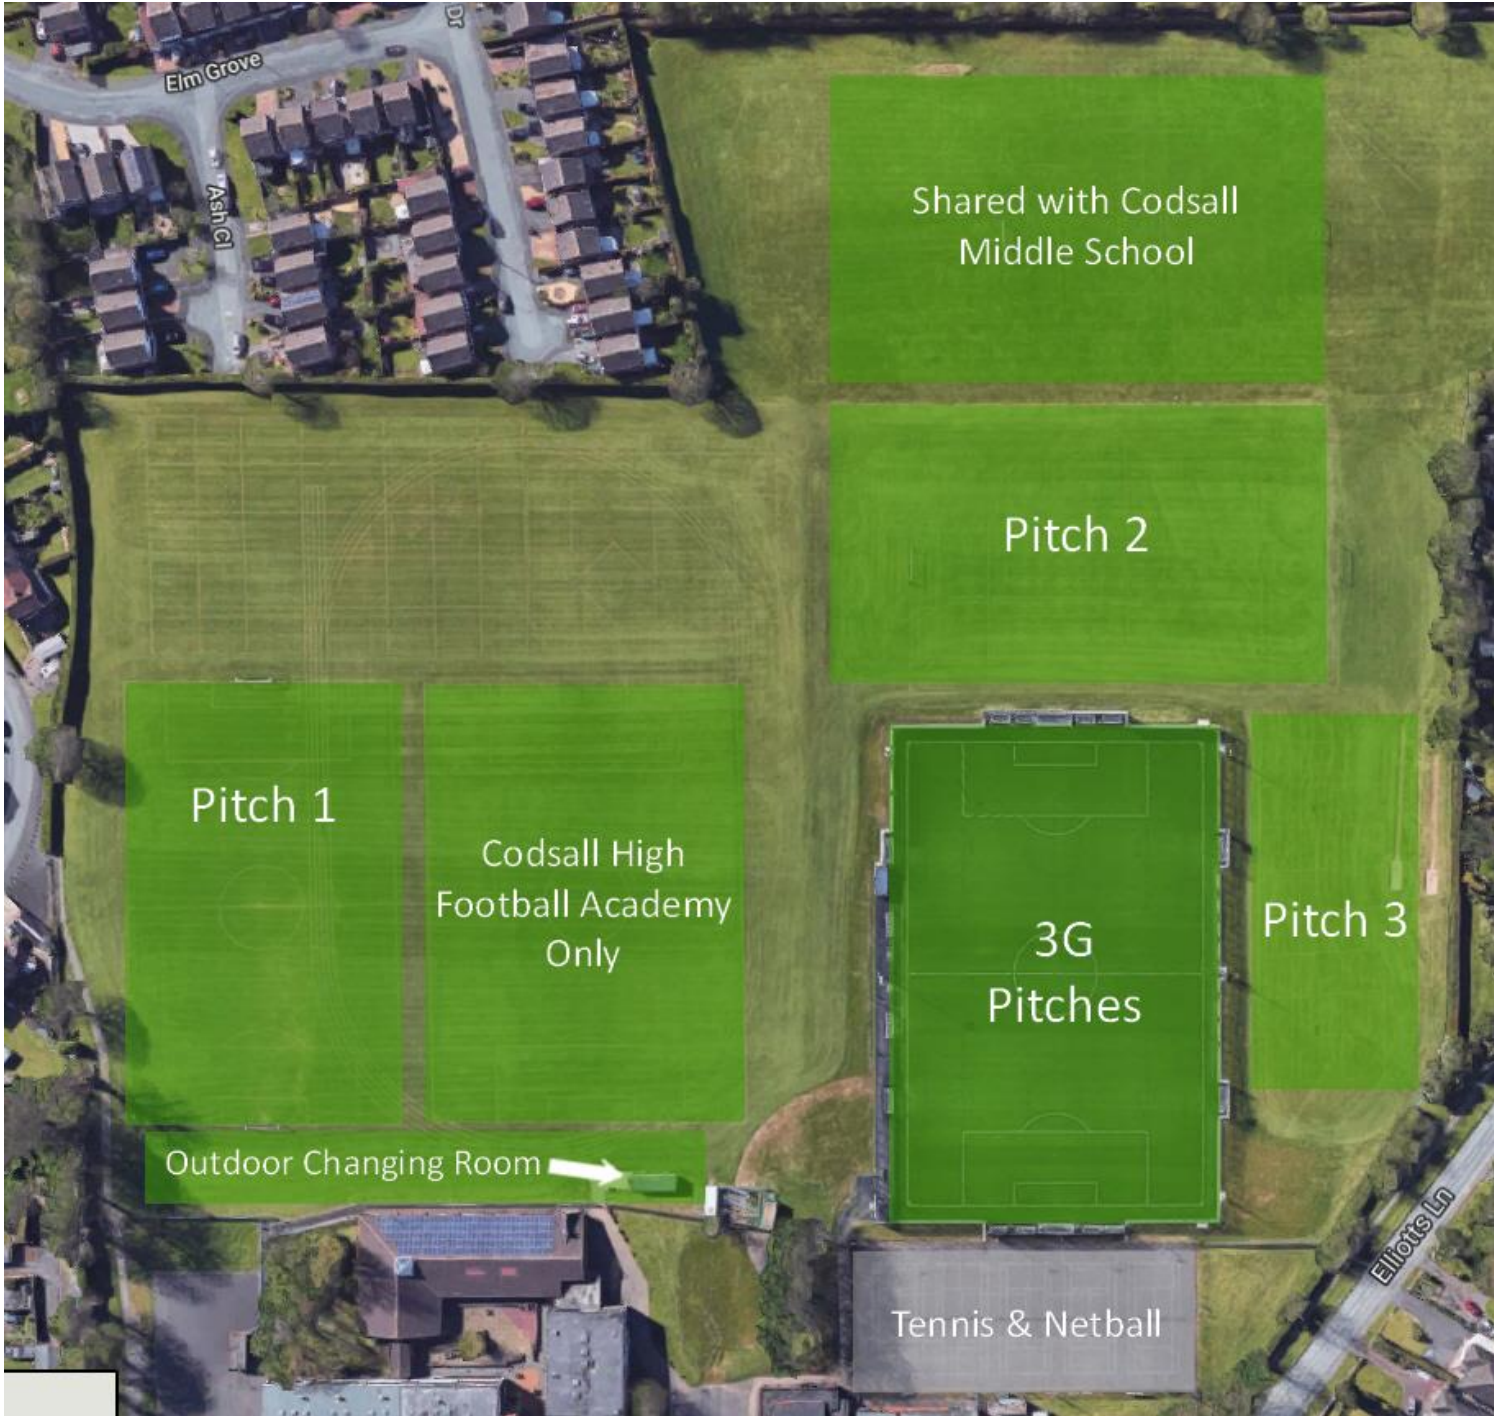 Dr
Elm Grove
Ash Cl
Shared with Codsall
Middle School
Pitch 2
Pitch 1
Codsall High
Football Academy
Only
3G
Pitches
Pitch 3
Outdoor Changing Room
Elliotts Ln
Tennis & Netball